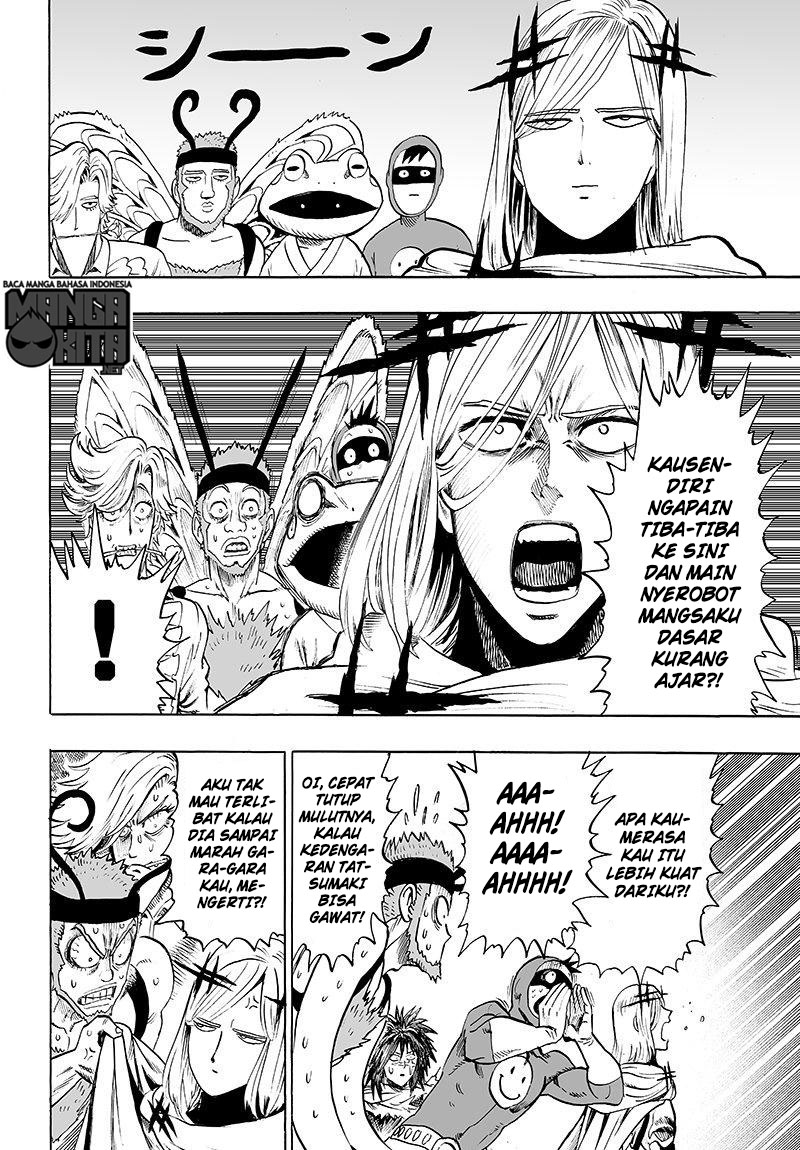 シーン
BACA MANGA BAHASA INDONESIA
MANGA
KITA
.NET
KAUSEN-
DIRI
NGAPAIN
TIBA-TIBA
KE SINI
DAN MAIN
NYEROBOT
MANGSAKU
DASAR
KURANG
AJAR?!
!
APA KAU-
MERASA
KAU ITU
LEBIH KUAT
DARIKU?!
AAA-
AHHH!
AAAA-
AHHHH!
OI, CEPAT
TUTUP
MULUTNYA,
KALAU
KEDENGA-
RAN TAT-
SUMAKI
BISA
GAWAT!
AKU TAK
MAU TERLI-
BAT KALAU
DIA SAMPAI
MARAH GA-
RA-GARA
KAU, ME-
NGERTI?!